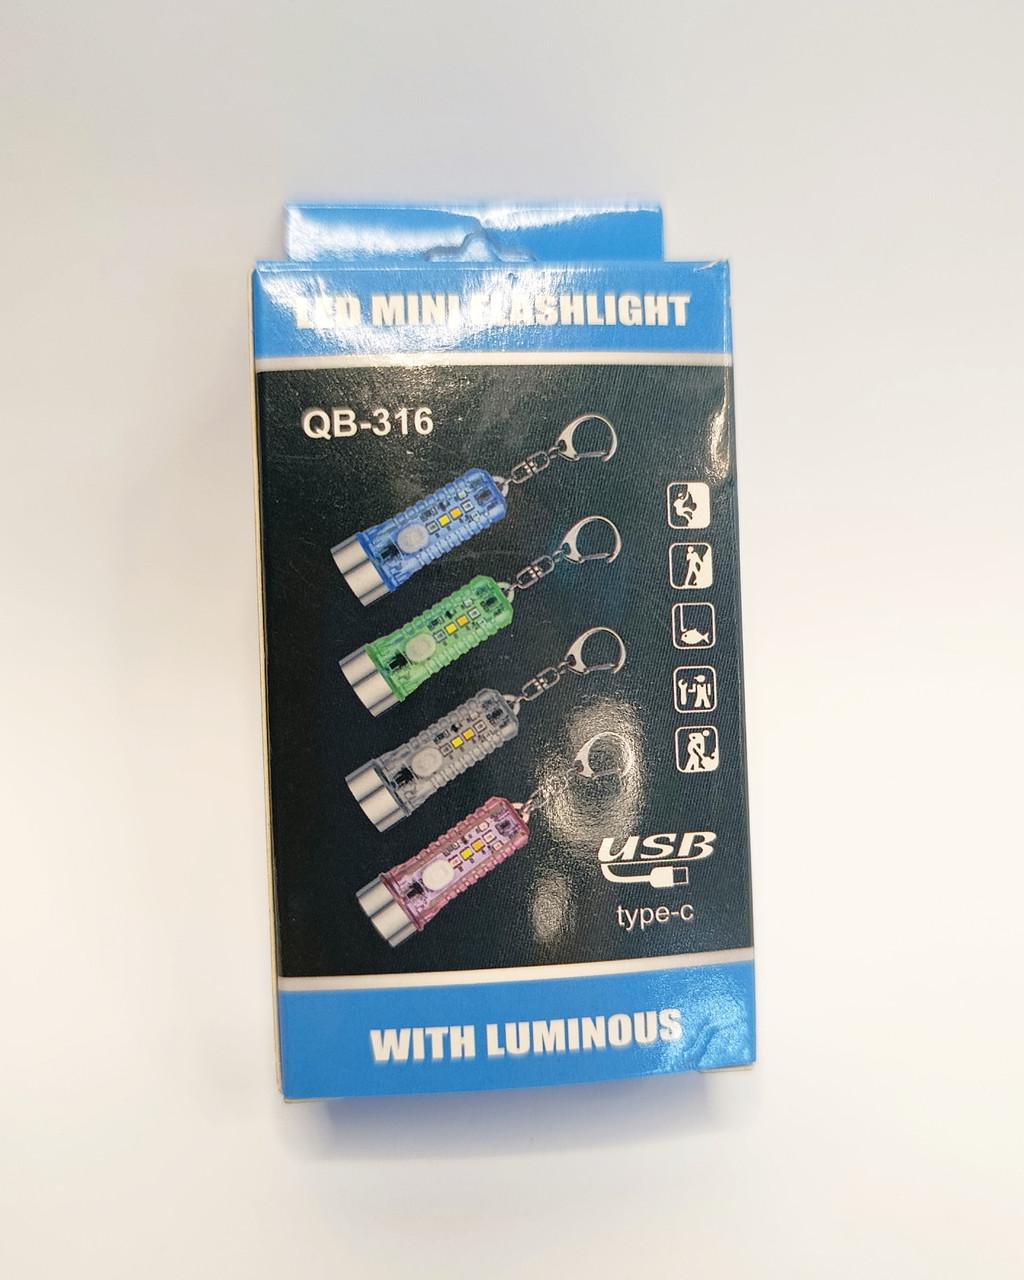 LED MINI FLASHLIGHT
QB-316
USB
type-c
WITH LUMINOUS